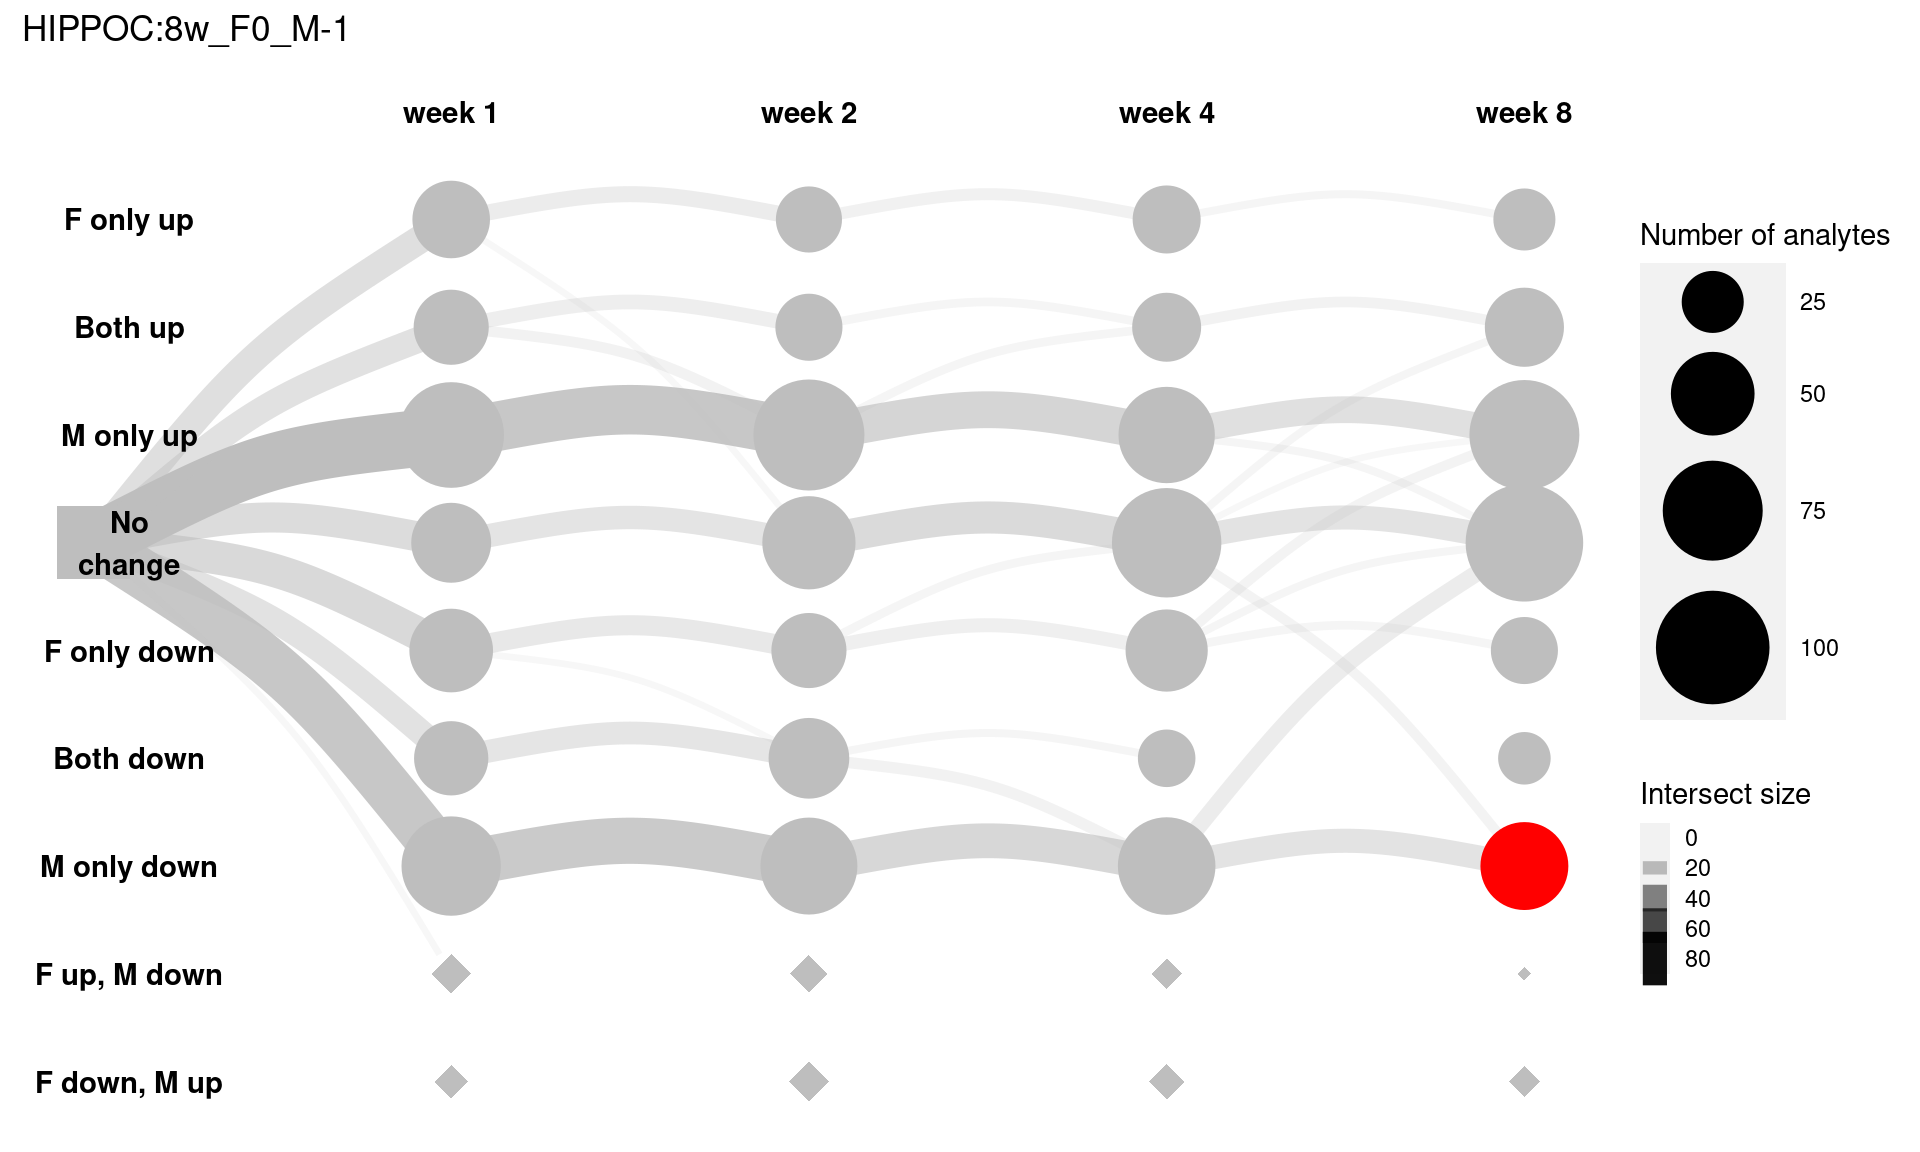 HIPPOC:8w_F0_M-1
week 1 week 2 week 4 week 8
F only up
Both up
M only up
No
change
F only down
Both down
M only down
F up, M down
F down, M up
Number of analytes
25
50
75
100
Intersect size
0
20
40
60
80